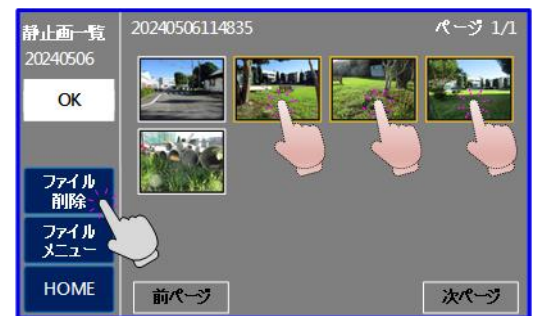 静止画一覧
20240506
OK
ファイル
削除
ファイル
メニュー
HOME
20240506114835
ページ 1/1
前ページ
次ページ